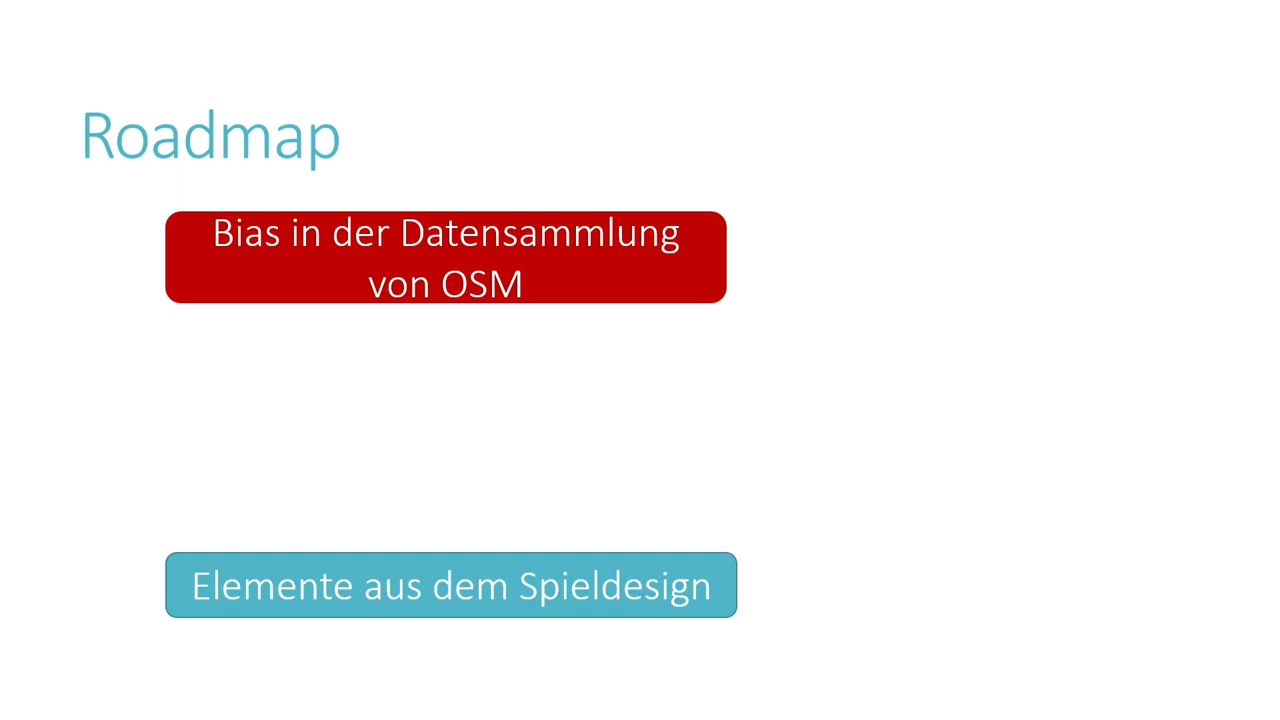 Roadmap
Bias in der Datensammlung
von OSM
Elemente aus dem Spieldesign